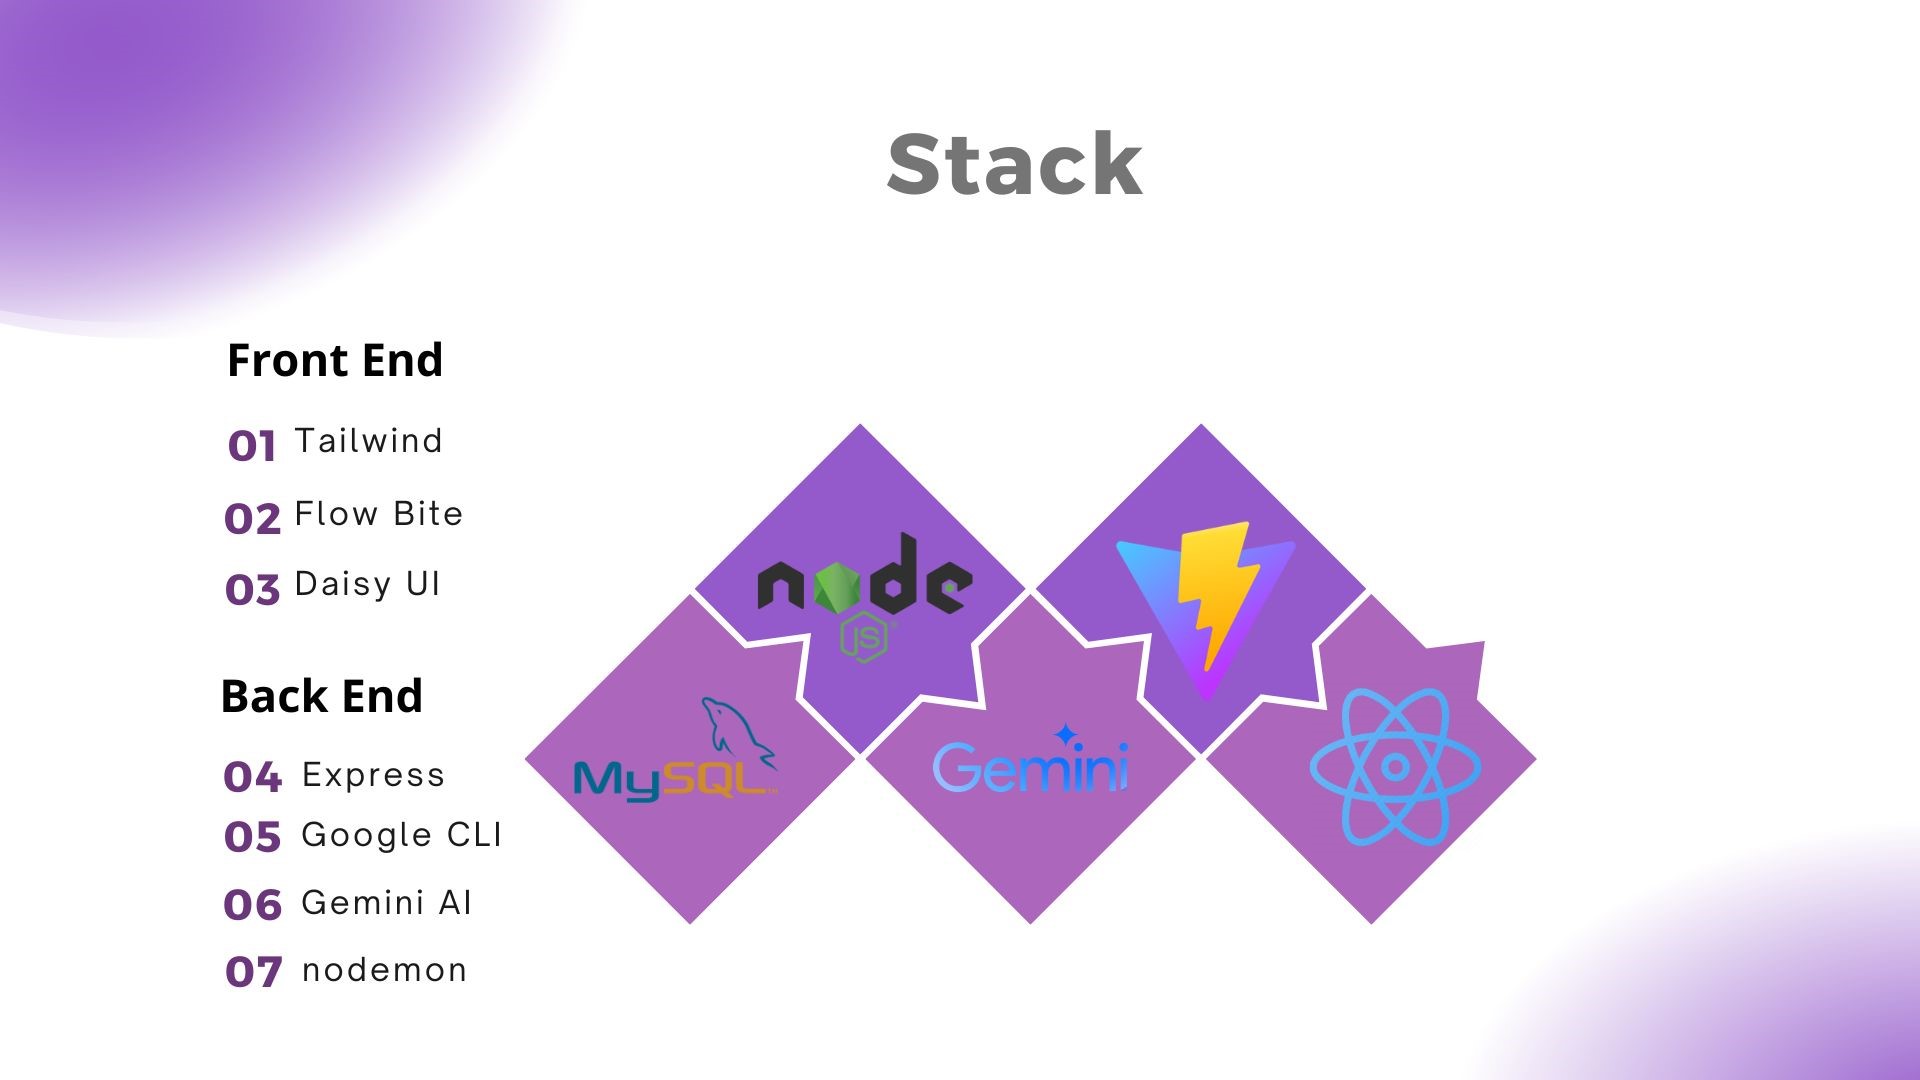 Stack
Front End
01 Tailwind
02 Flow Bite
03 Daisy UI
Back End
04 Express
05 Google CLI
06 Gemini AI
07 nodemon
node
JS®
MySQL™
Gemini